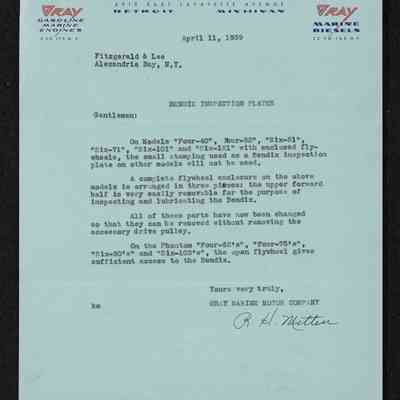 GRAY
GASOLINE
MARINE
ENGINES
EAST LAFAYETTE AVENUE
DETROIT MICHIGAN
GRAY
MARINE
DIESELS
April 11, 1939
Fitzgerald & Lee
Alexandria Bay, N.Y.
BENDIX INSPECTION PLATES
Gentlemen:
On Models "Four-40", "Four-52", "Six-51",
"Six-71", "Six-101" and "Six-121" with enclosed fly-
wheels, the small stamping used as a Bendix inspection
plate on other models will not be used.
A complete flywheel enclosure on the above
models is arranged in three pieces: the upper forward
half is very easily removable for the purpose of
inspecting and lubricating the Bendix.
All of these parts have now been changed
so that they can be removed without removing the
accessory drive pulley.
On the Phantom "Four-62's", "Four-75's",
"Six-90's" and "Six-103's", the open flywheel gives
sufficient access to the Bendix.
Yours very truly,
km GRAY MARINE MOTOR COMPANY
R. H. Mitten